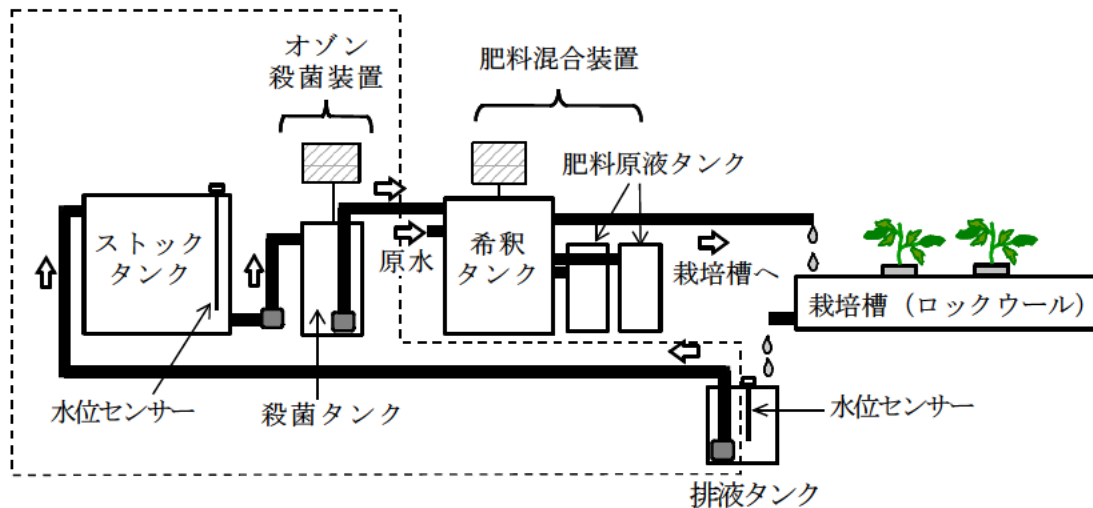 オゾン
殺菌装置
肥料混合装置
肥料原液タンク
ストック
タンク
原水
希釈
タンク
栽培槽へ
栽培槽（ロックウール）
水位センサー
殺菌タンク
水位センサー
排液タンク